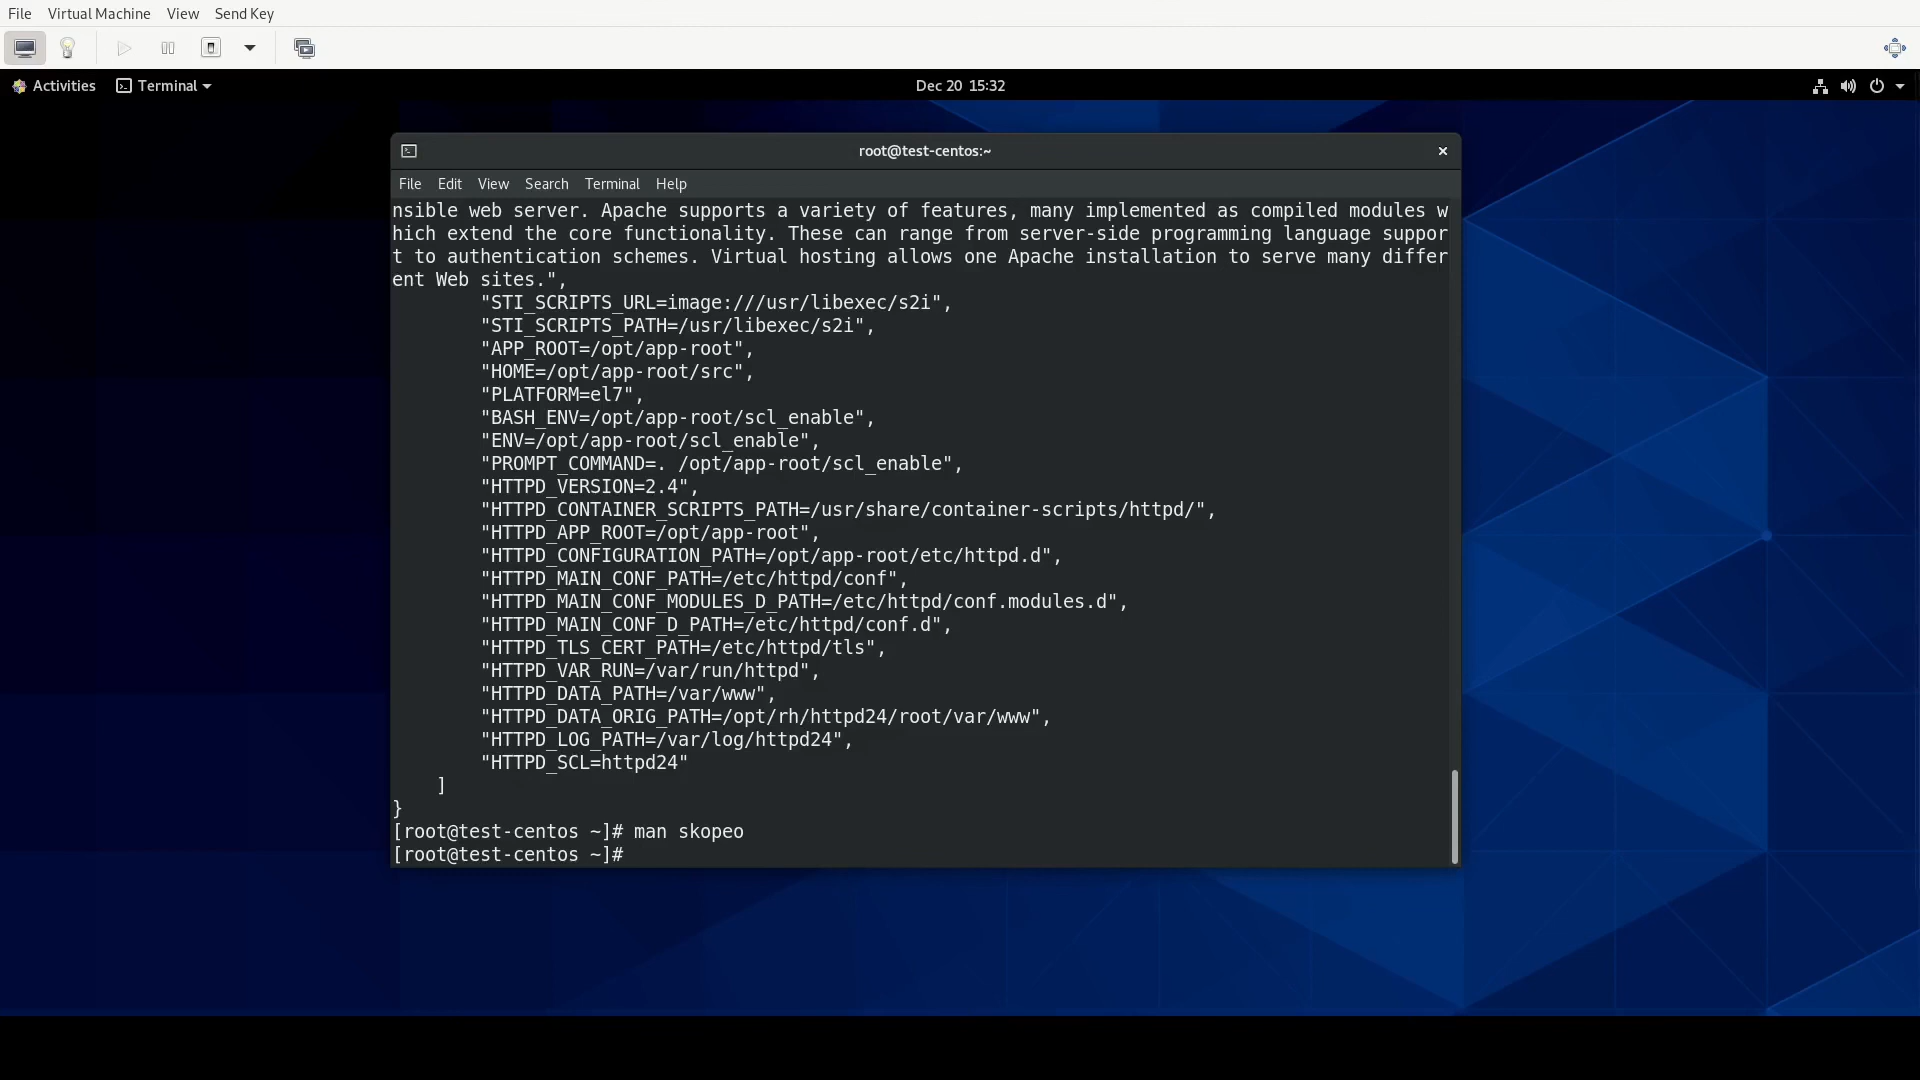 File Virtual Machine View Send Key
Activities Terminal Dec 20 15:32
root@test-centos:~
File Edit View Search Terminal Help
nsible web server. Apache supports a variety of features, many implemented as compiled modules w
hich extend the core functionality. These can range from server-side programming language suppor
t to authentication schemes. Virtual hosting allows one Apache installation to serve many differ
ent Web sites.",
"STI_SCRIPTS_URL=image:///usr/libexec/s2i",
"STI_SCRIPTS_PATH=/usr/libexec/s2i",
"APP_ROOT=/opt/app-root",
"HOME=/opt/app-root/src",
"PLATFORM=el7",
"BASH_ENV=/opt/app-root/scl_enable",
"ENV=/opt/app-root/scl_enable",
"PROMPT_COMMAND=. /opt/app-root/scl_enable",
"HTTPD_VERSION=2.4",
"HTTPD_CONTAINER_SCRIPTS_PATH=/usr/share/container-scripts/httpd/",
"HTTPD_APP_ROOT=/opt/app-root",
"HTTPD_CONFIGURATION_PATH=/opt/app-root/etc/httpd.d",
"HTTPD_MAIN_CONF_PATH=/etc/httpd/conf",
"HTTPD_MAIN_CONF_MODULES_D_PATH=/etc/httpd/conf.modules.d",
"HTTPD_MAIN_CONF_D_PATH=/etc/httpd/conf.d",
"HTTPD_TLS_CERT_PATH=/etc/httpd/tls",
"HTTPD_VAR_RUN=/var/run/httpd",
"HTTPD_DATA_PATH=/var/www",
"HTTPD_DATA_ORIG_PATH=/opt/rh/httpd24/root/var/www",
"HTTPD_LOG_PATH=/var/log/httpd24",
"HTTPD_SCL=httpd24"
]
}
[root@test-centos ~]# man skopeo
[root@test-centos ~]#